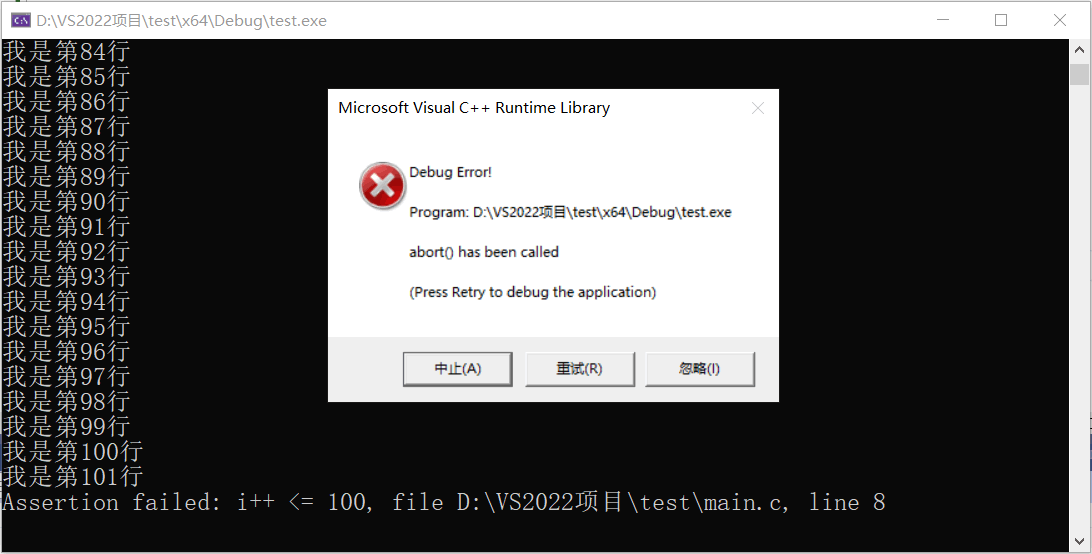 D:\VS2022项目\test\x64\Debug\test.exe
我是第84行
我是第85行
我是第86行
我是第87行
我是第88行
我是第89行
我是第90行
我是第91行
我是第92行
我是第93行
我是第94行
我是第95行
我是第96行
我是第97行
我是第98行
我是第99行
我是第100行
我是第101行
Assertion failed: i++ <= 100, file D:\VS2022项目\test\main.c, line 8
Microsoft Visual C++ Runtime Library
Debug Error!
Program: D:\VS2022项目\test\x64\Debug\test.exe
abort() has been called
(Press Retry to debug the application)
中止(A) 重试(R) 忽略(I)